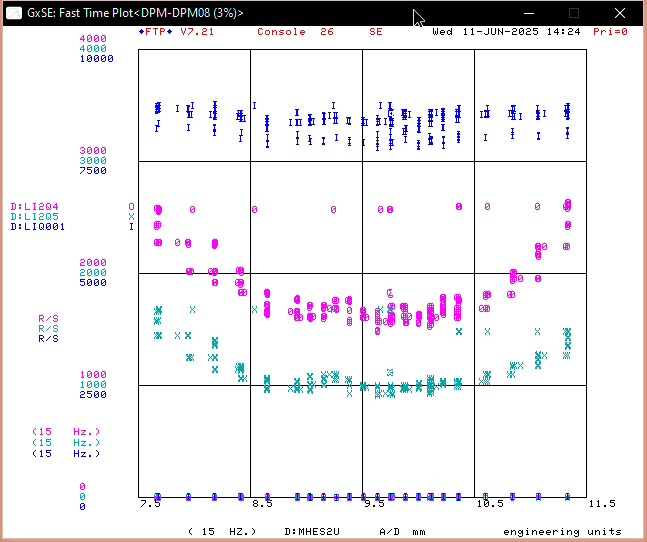 GxSE: Fast Time Plot<DPM-DPM08 (3%)>
◆FTP◆ V7.21 Console 26 SE Wed 11-JUN-2025 14:24 Pri=0
4000
4000
10000
3000
3000
7500
D:LI2Q4 O
D:LI2Q5 X
D:LIQ001 I
2000
2000
5000
R/S
R/S
R/S
1000
1000
2500
(15 Hz.)
(15 Hz.)
(15 Hz.)
0
0
0
7.5 8.5 9.5 10.5 11.5
( 15 HZ.) D:MHES2U A/D mm engineering units